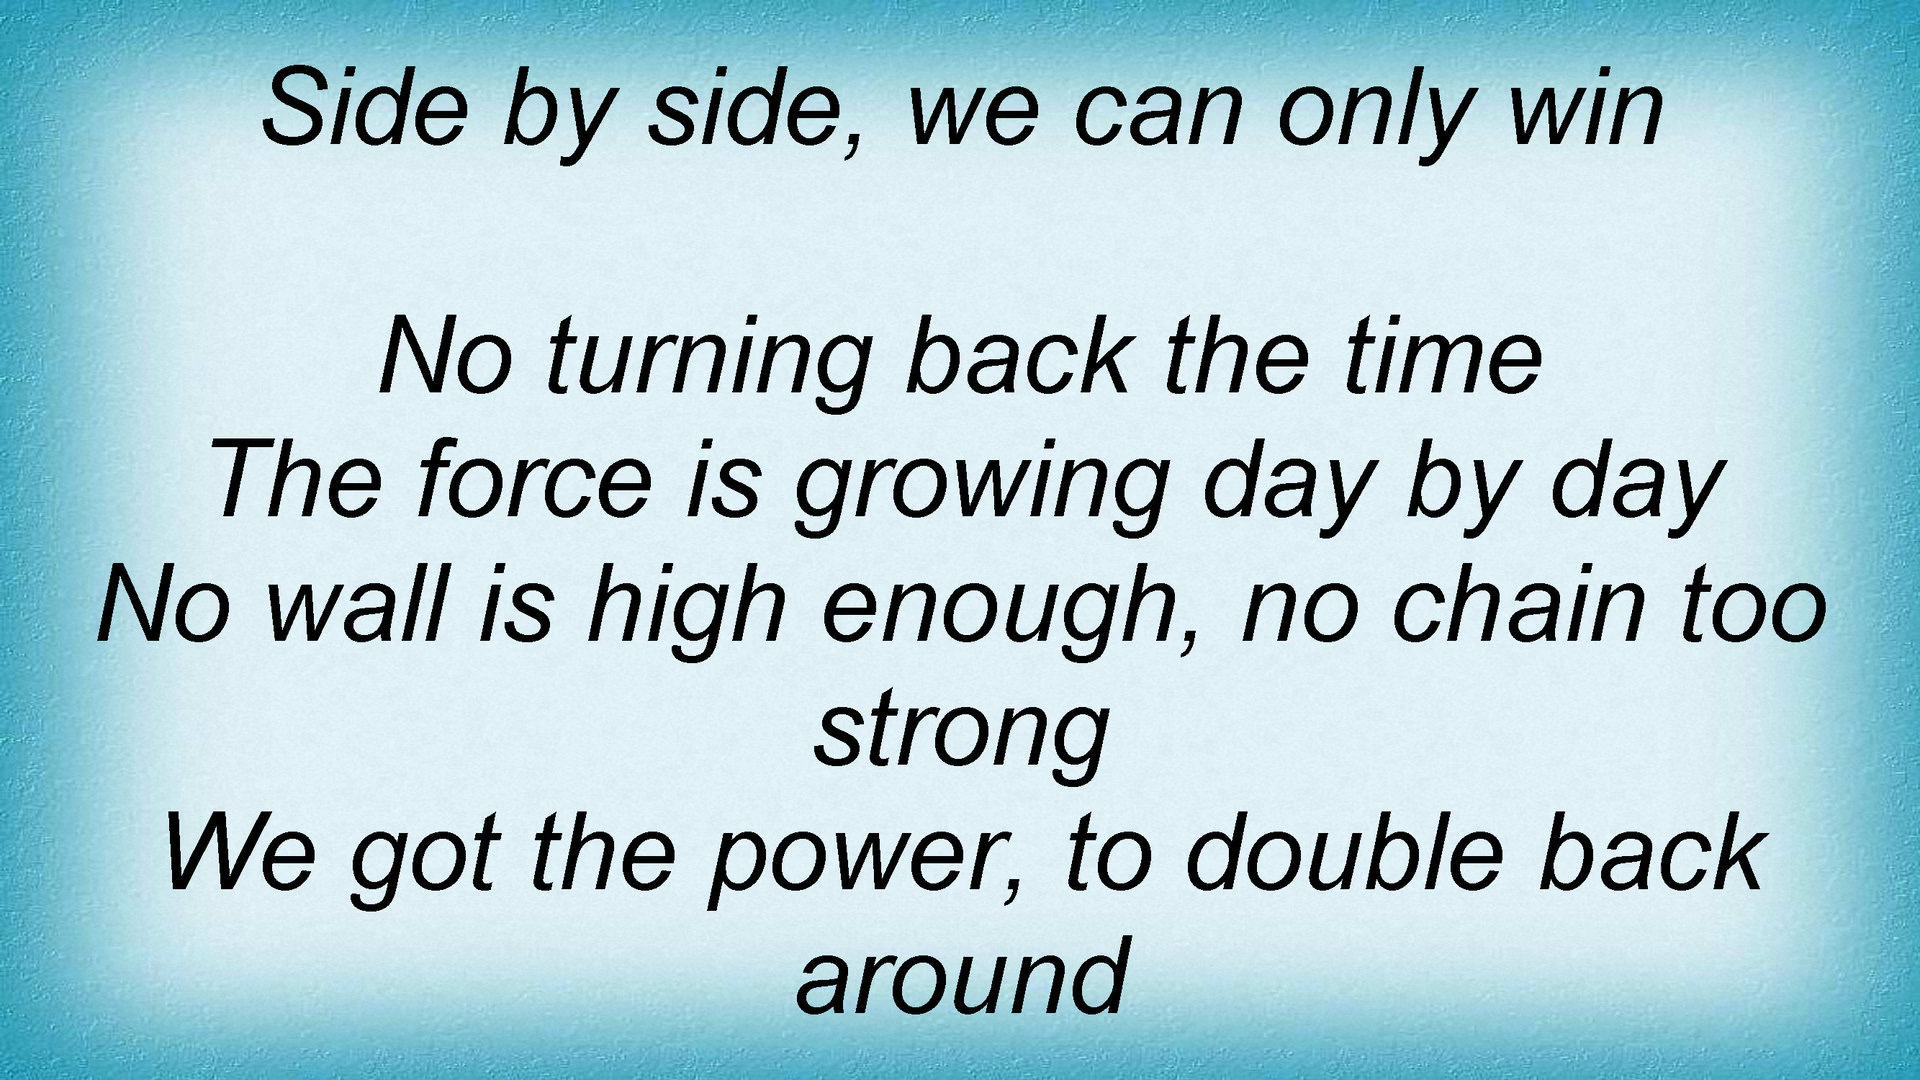 Side by side, we can only win
No turning back the time
The force is growing day by day
No wall is high enough, no chain too
strong
We got the power, to double back
around